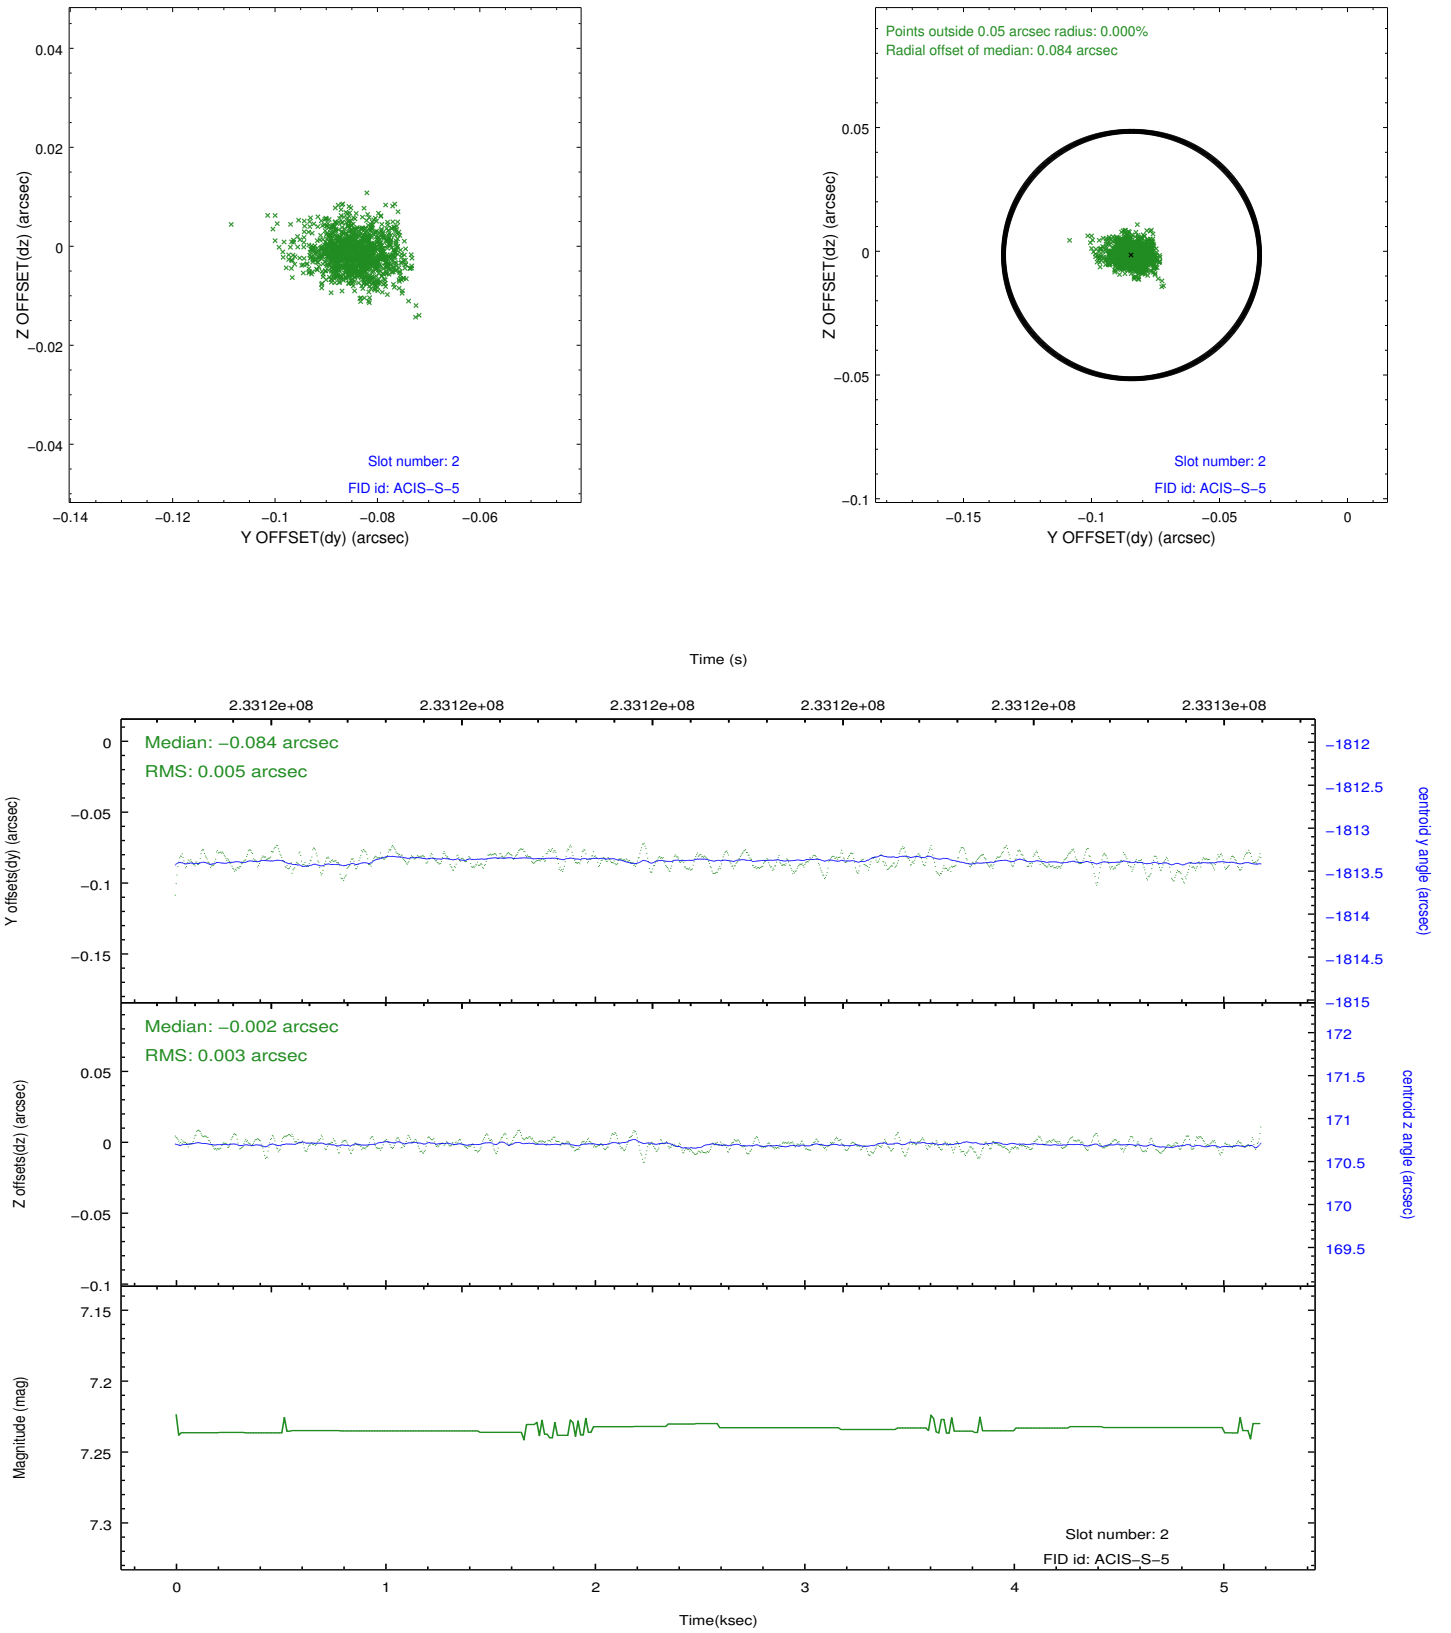 0.04
0.02
0
−0.02
−0.04
Z OFFSET(dz) (arcsec)
Slot number: 2
FID id: ACIS−S−5
−0.14
−0.12
−0.1
−0.08
−0.06
Y OFFSET(dy) (arcsec)
Points outside 0.05 arcsec radius: 0.000%
Radial offset of median: 0.084 arcsec
0.05
0
−0.05
−0.1
Z OFFSET(dz) (arcsec)
Slot number: 2
FID id: ACIS−S−5
−0.15
−0.1
−0.05
0
Y OFFSET(dy) (arcsec)
Time (s)
2.3312e+08
2.3312e+08
2.3312e+08
2.3312e+08
2.3312e+08
2.3313e+08
Median: −0.084 arcsec
RMS: 0.005 arcsec
0
−0.05
−0.1
−0.15
Y offsets(dy) (arcsec)
−1812
−1812.5
−1813
−1813.5
−1814
−1814.5
−1815
centroid y angle (arcsec)
Median: −0.002 arcsec
RMS: 0.003 arcsec
0.05
0
−0.05
−0.1
Z offsets(dz) (arcsec)
172
171.5
171
170.5
170
169.5
centroid z angle (arcsec)
7.15
7.2
7.25
7.3
Magnitude (mag)
Slot number: 2
FID id: ACIS−S−5
0
1
2
3
4
5
Time(ksec)